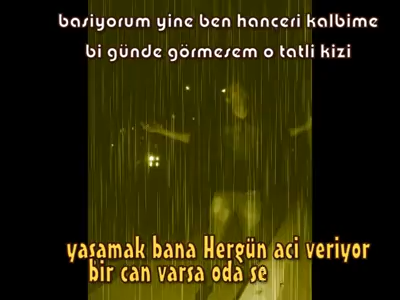 basiyorum yine ben hançeri kalbime
bi günde görmesem o tatli kizi
yasamak bana Hergün aci veriyor
bir can varsa oda se